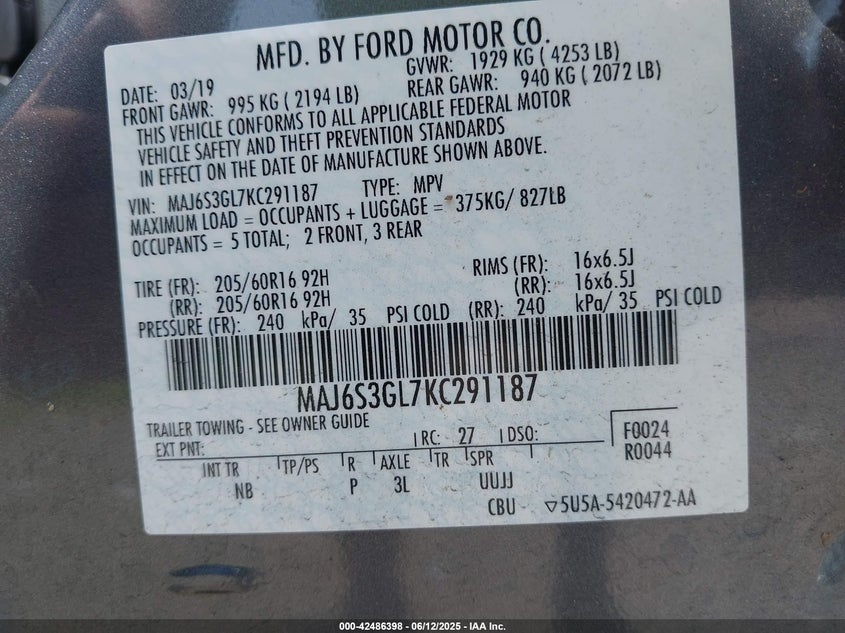 MFD. BY FORD MOTOR CO.
DATE: 03/19 GVWR: 1929 KG ( 4253 LB)
FRONT GAWR: 995 KG ( 2194 LB) REAR GAWR: 940 KG ( 2072 LB)
THIS VEHICLE CONFORMS TO ALL APPLICABLE FEDERAL MOTOR
VEHICLE SAFETY AND THEFT PREVENTION STANDARDS
IN EFFECT ON THE DATE OF MANUFACTURE SHOWN ABOVE.
VIN: MAJ6S3GL7KC291187 TYPE: MPV
MAXIMUM LOAD = OCCUPANTS + LUGGAGE = 375KG/ 827LB
OCCUPANTS = 5 TOTAL; 2 FRONT, 3 REAR
TIRE (FR): 205/60R16 92H RIMS (FR): 16x6.5J
(RR): 205/60R16 92H (RR): 16x6.5J
PRESSURE (FR): 240 kPa/ 35 PSI COLD (RR): 240 kPa/ 35 PSI COLD
MAJ6S3GL7KC291187
TRAILER TOWING - SEE OWNER GUIDE
EXT PNT: RC: 27 DSO: F0024
R0044
INT TR TP/PS R AXLE TR SPR
NB P 3L UUJJ
CBU ▽5U5A-5420472-AA
000-42486398 - 06/12/2025 - IAA Inc.